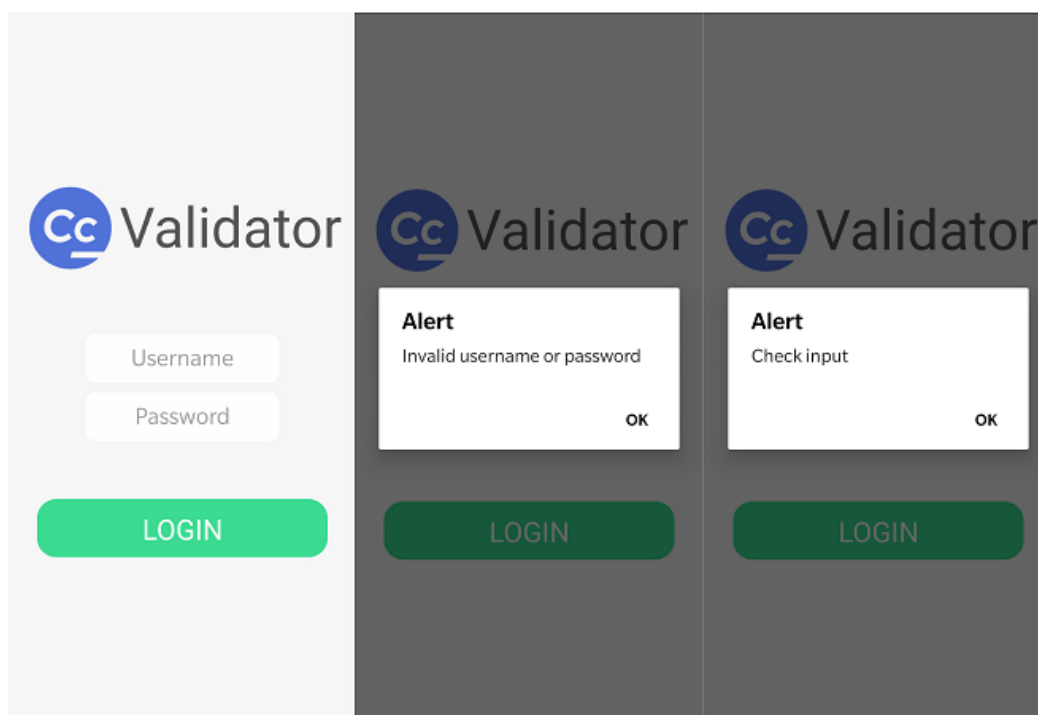 Cc Validator
Username
Password
LOGIN
Cc Validator
Alert
Invalid username or password
OK
LOGIN
Cc Validator
Alert
Check input
OK
LOGIN